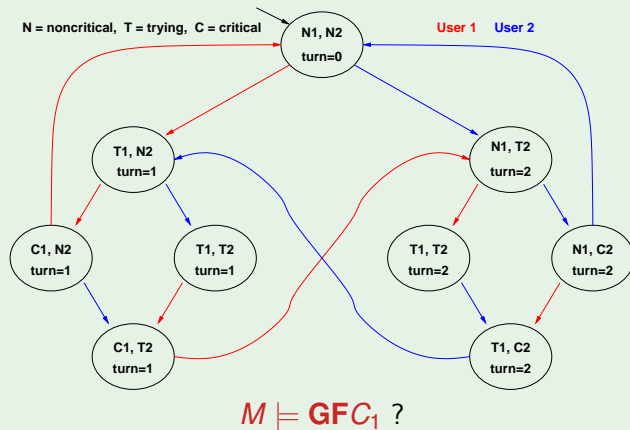 N = noncritical, T = trying, C = critical
User 1 User 2
N1, N2
turn=0
T1, N2
turn=1
N1, T2
turn=2
C1, N2
turn=1
T1, T2
turn=1
T1, T2
turn=2
N1, C2
turn=2
C1, T2
turn=1
T1, C2
turn=2
M |= GFC₁ ?